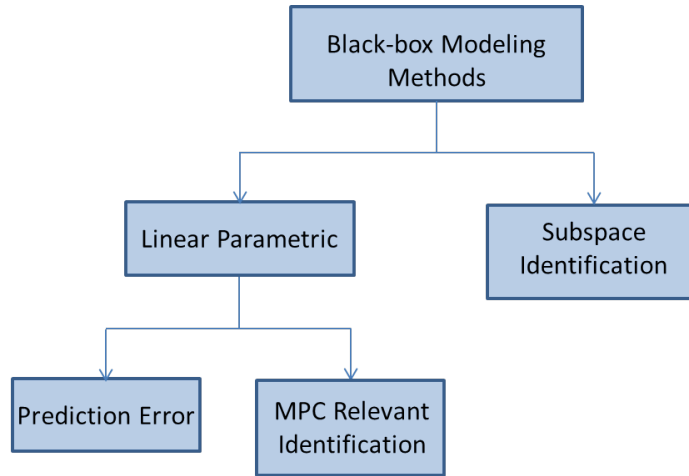 Black-box Modeling
Methods
Linear Parametric
Subspace
Identification
Prediction Error
MPC Relevant
Identification